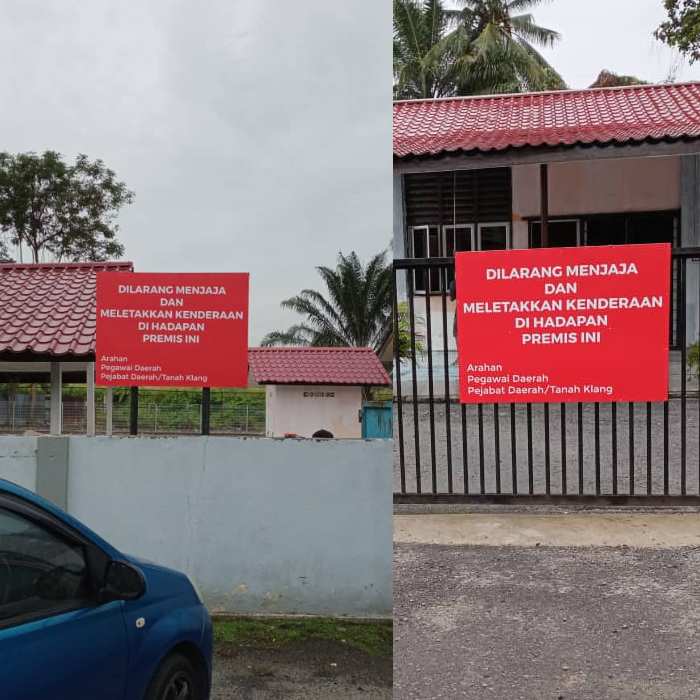 DILARANG MENJAJA
DAN
MELETAKKAN KENDERAAN
DI HADAPAN
PREMIS INI
Arahan
Pegawai Daerah
Pejabat Daerah/Tanah Klang
DILARANG MENJAJA
DAN
MELETAKKAN KENDERAAN
DI HADAPAN
PREMIS INI
Arahan
Pegawai Daerah
Pejabat Daerah/Tanah Klang